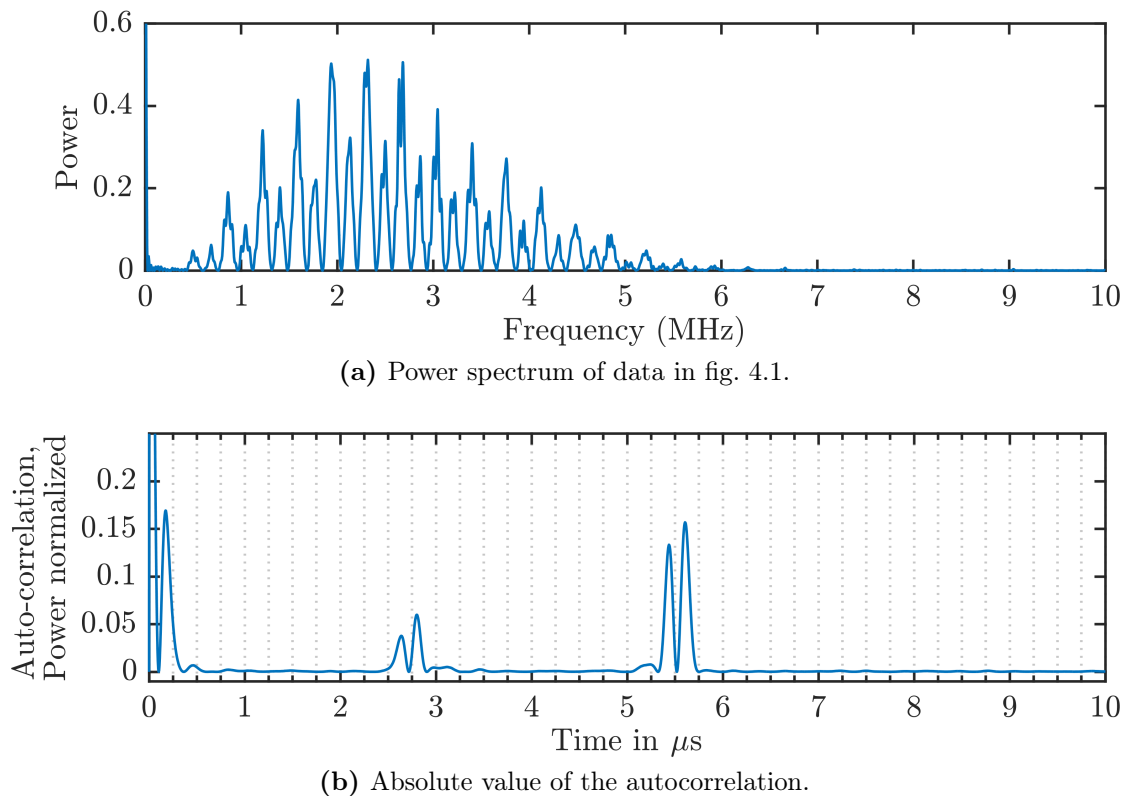 0.6
0.4
0.2
0
Power
0 1 2 3 4 5 6 7 8 9 10
Frequency (MHz)
(a) Power spectrum of data in fig. 4.1.
Auto-correlation,
Power normalized
0.2
0.15
0.1
0.05
0
0 1 2 3 4 5 6 7 8 9 10
Time in μs
(b) Absolute value of the autocorrelation.